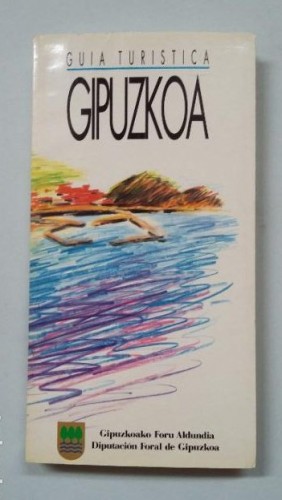 GUIA TURISTICA
GIPUZKOA
Gipuzkoako Foru Aldundia
Diputación Foral de Gipuzkoa